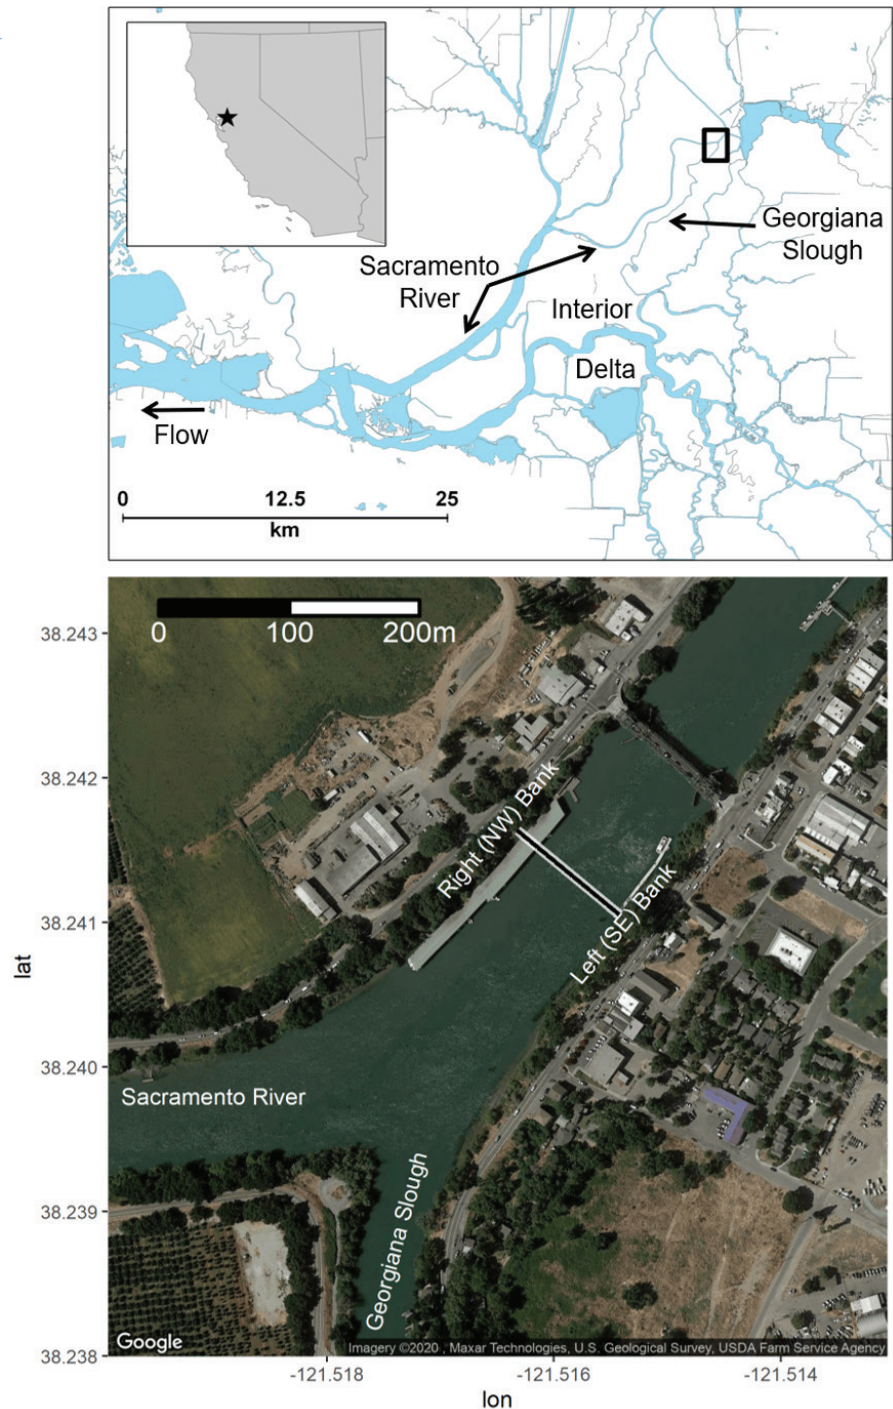 Georgiana
Slough
Sacramento
River
Interior
Delta
Flow
0 12.5 25
km
0 100 200m
38.243
38.242
38.241
38.240
38.239
38.238
lat
Right (NW) Bank
Left (SE) Bank
Sacramento River
Georgiana Slough
Google
Imagery ©2020 , Maxar Technologies, U.S. Geological Survey, USDA Farm Service Agency
-121.518 -121.516 -121.514
lon